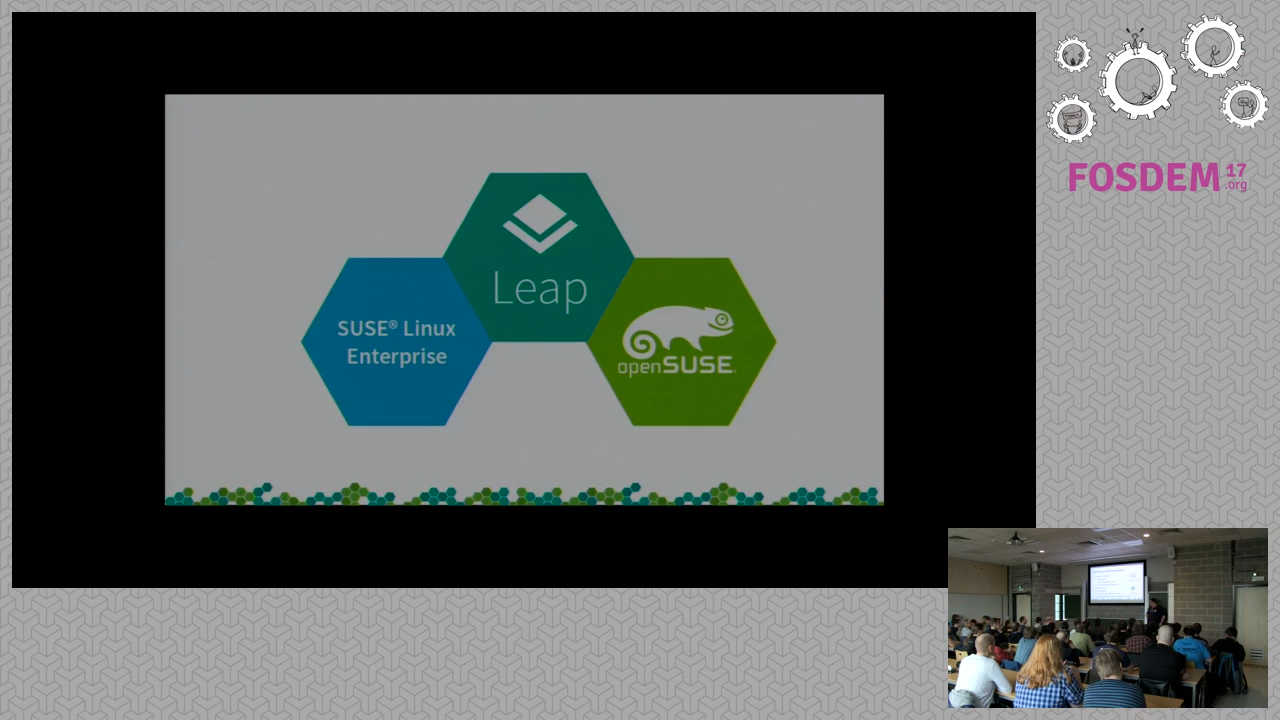 Leap
SUSE® Linux
Enterprise
openSUSE
FOSDEM 17
.org